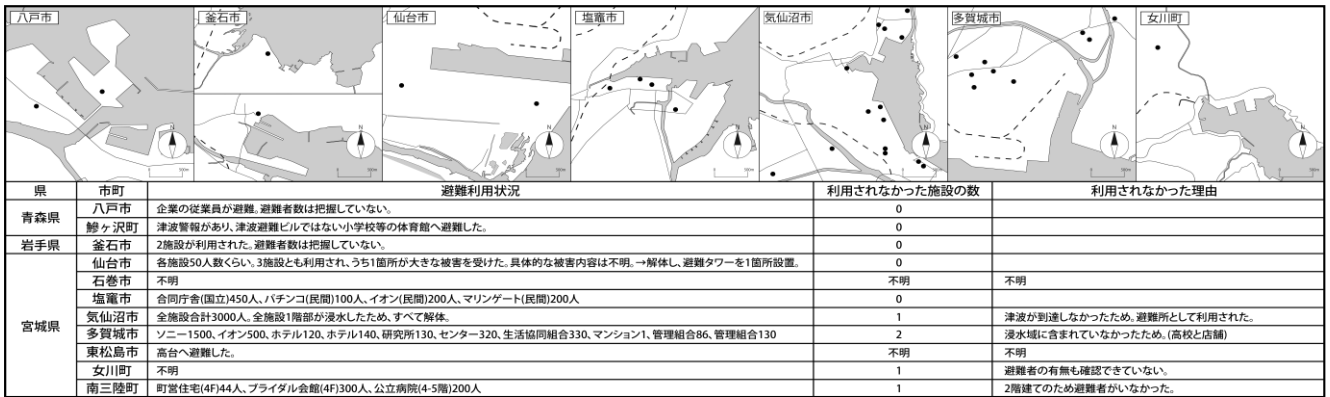 八戸市 釜石市 仙台市 塩竈市 気仙沼市 多賀城市 女川町
N N N N N N N
500m 500m 500m 500m 500m 500m 500m
県 市町 避難利用状況 利用されなかった施設の数 利用されなかった理由
青森県 八戸市 企業の従業員が避難。避難者数は把握していない。 0
鰺ヶ沢町 津波警報があり、津波避難ビルではない小学校等の体育館へ避難した。 0
岩手県 釜石市 2施設が利用された。避難者数は把握していない。 0
宮城県 仙台市 各施設50人数くらい。3施設とも利用され、うち1箇所が大きな被害を受けた。具体的な被害内容は不明。→解体し、避難タワーを1箇所設置。 0
石巻市 不明 不明 不明
塩竈市 合同庁舎(国立)450人、パチンコ(民間)100人、イオン(民間)200人、マリンゲート(民間)200人 0
気仙沼市 全施設合計3000人。全施設1階部が浸水したため、すべて解体。 1 津波が到達しなかったため。避難所として利用された。
多賀城市 ソニー1500、イオン500、ホテル120、ホテル140、研究所130、センター320、生活協同組合330、マンション1、管理組合86、管理組合130 2 浸水域に含まれていなかったため。(高校と店舗)
東松島市 高台へ避難した。 不明 不明
女川町 不明 1 避難者の有無も確認できていない。
南三陸町 町営住宅(4F)44人、ブライダル会館(4F)300人、公立病院(4-5階)200人 1 2階建てのため避難者がいなかった。